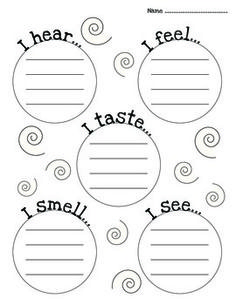 Name ........................
I hear...
I feel...
I taste...
I smell...
I see...